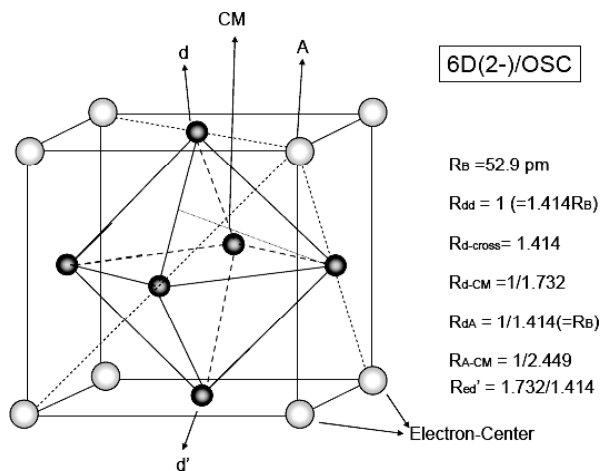 CM
d
A
6D(2-)/OSC
RB =52.9 pm
Rdd = 1 (=1.414RB)
Rd-cross= 1.414
Rd-CM =1/1.732
RdA = 1/1.414(=RB)
RA-CM = 1/2.449
Red' = 1.732/1.414
Electron-Center
d'